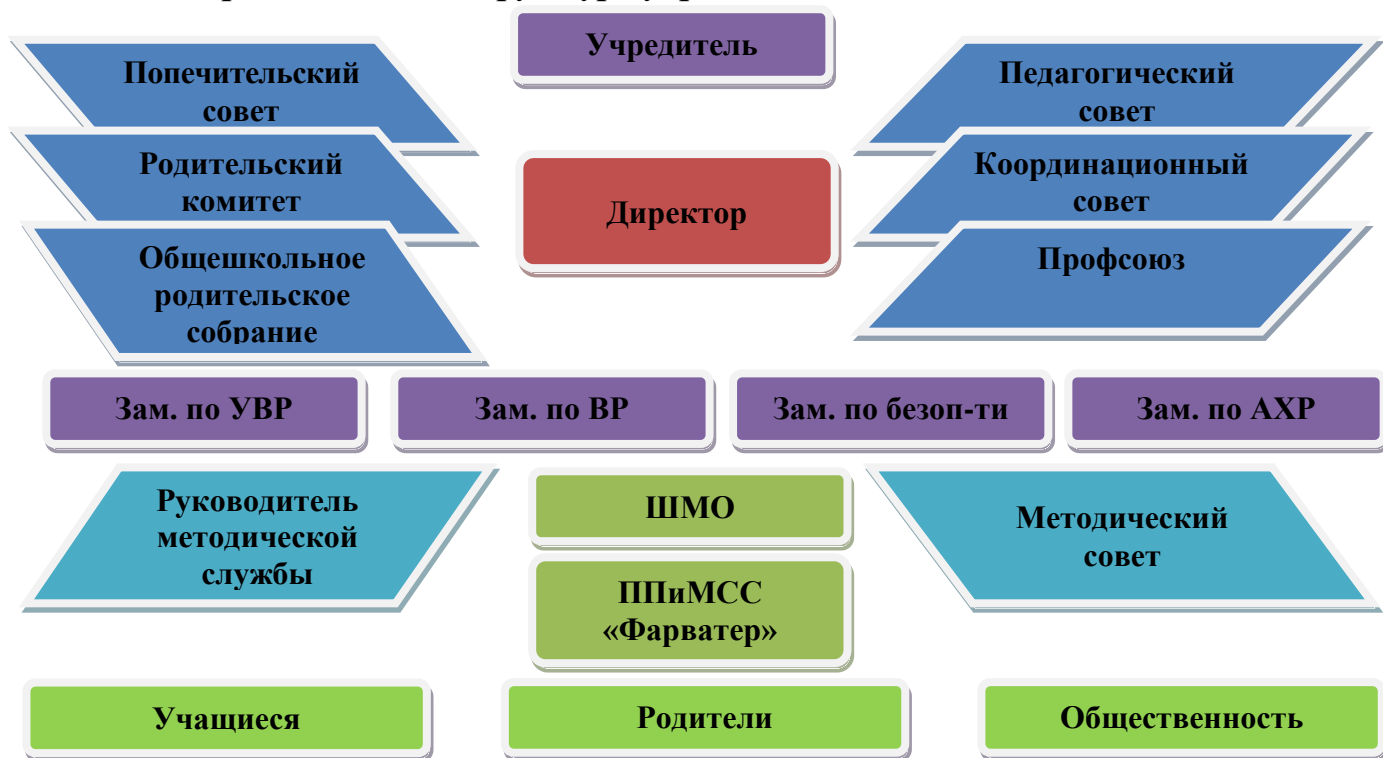 Учредитель
Попечительский
совет
Педагогический
совет
Родительский
комитет
Директор
Координационный
совет
Общешкольное
родительское
собрание
Профсоюз
Зам. по УВР
Зам. по ВР
Зам. по безоп-ти
Зам. по АХР
Руководитель
методической
службы
ШМО
Методический
совет
ППиМСС
«Фарватер»
Учащиеся
Родители
Общественность